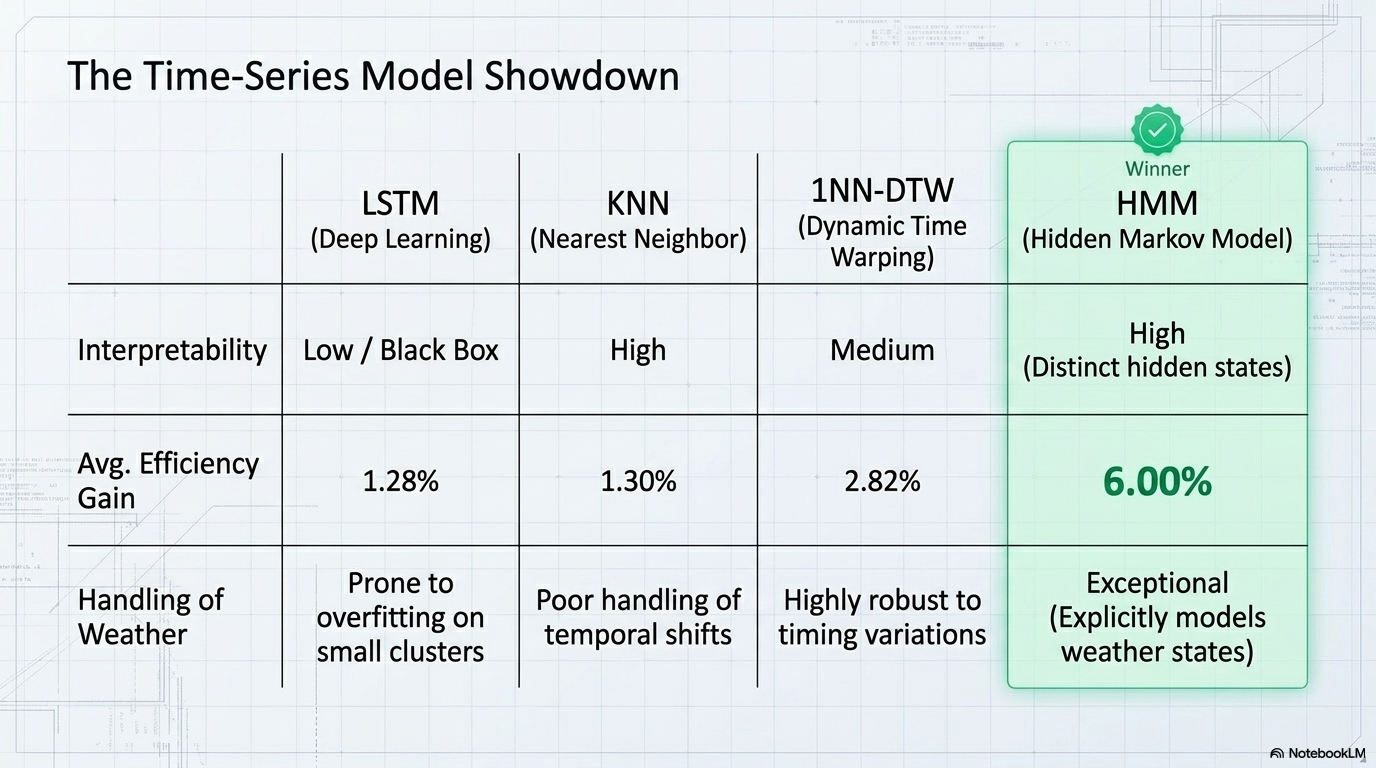 The Time-Series Model Showdown
LSTM
(Deep Learning)
KNN
(Nearest Neighbor)
1NN-DTW
(Dynamic Time
Warping)
Winner
HMM
(Hidden Markov Model)
Interpretability
Low / Black Box
High
Medium
High
(Distinct hidden states)
Avg. Efficiency
Gain
1.28%
1.30%
2.82%
6.00%
Handling of
Weather
Prone to
overfitting on
small clusters
Poor handling of
temporal shifts
Highly robust to
timing variations
Exceptional
(Explicitly models
weather states)
NotebookLM